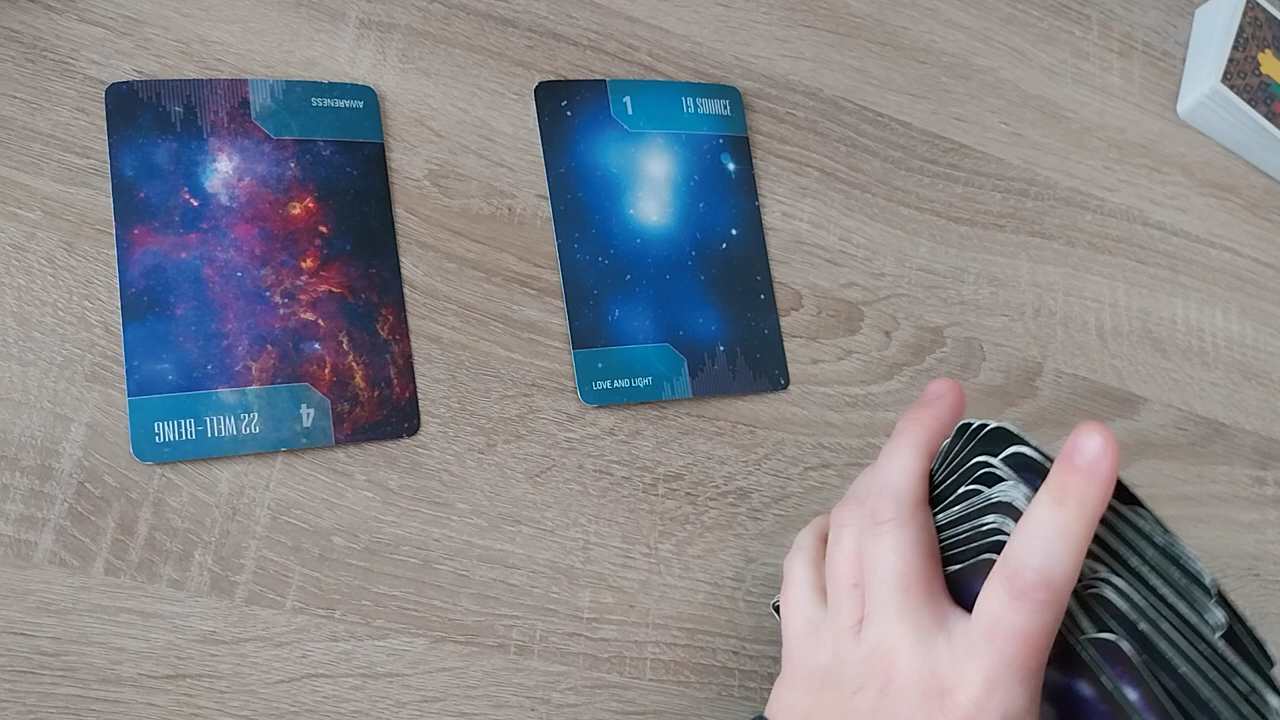 AWARENESS
4
22 WELL-BEING
1
19 SOURCE
LOVE AND LIGHT